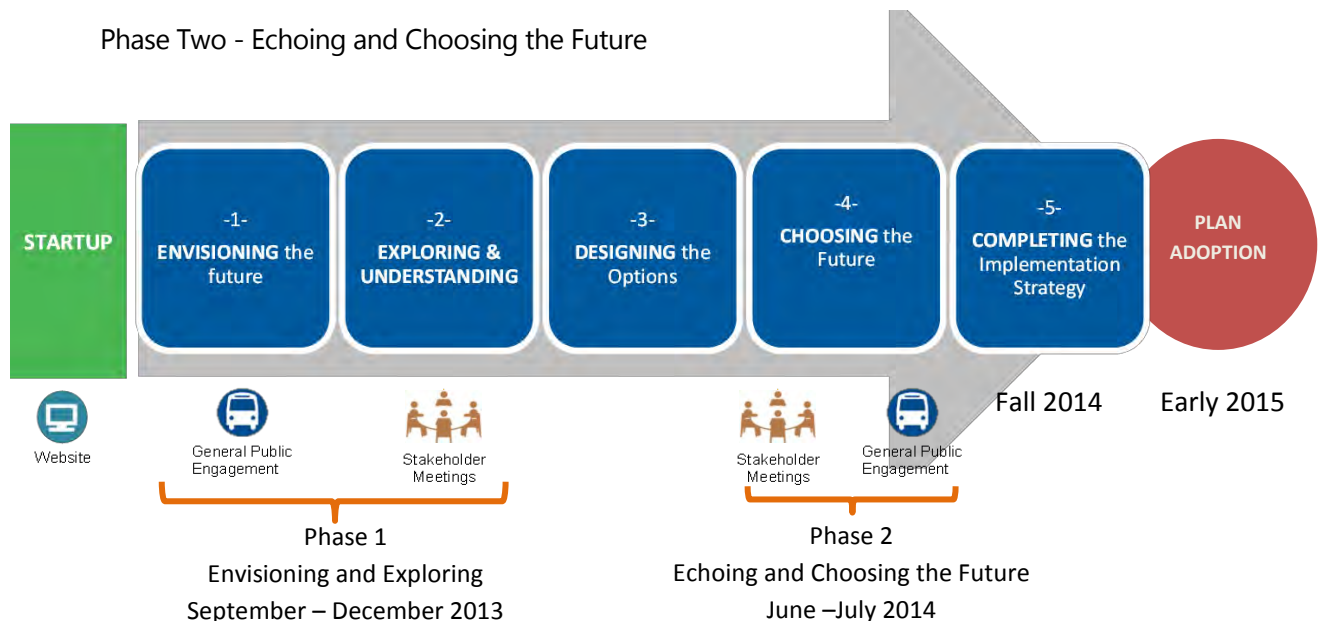 Phase Two - Echoing and Choosing the Future
STARTUP
-1-
ENVISIONING the
future
-2-
EXPLORING &
UNDERSTANDING
-3-
DESIGNING the
Options
-4-
CHOOSING the
Future
-5-
COMPLETING the
Implementation
Strategy
PLAN
ADOPTION
Website
General Public
Engagement
Stakeholder
Meetings
Stakeholder
Meetings
General Public
Engagement
Fall 2014
Early 2015
Phase 1
Envisioning and Exploring
September – December 2013
Phase 2
Echoing and Choosing the Future
June –July 2014